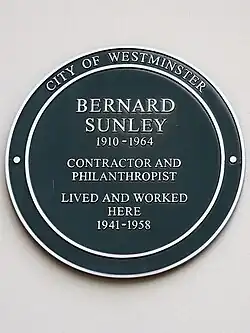 CITY OF WESTMINSTER
BERNARD
SUNLEY
1910-1964
CONTRACTOR AND
PHILANTHROPIST
LIVED AND WORKED
HERE
1941-1958